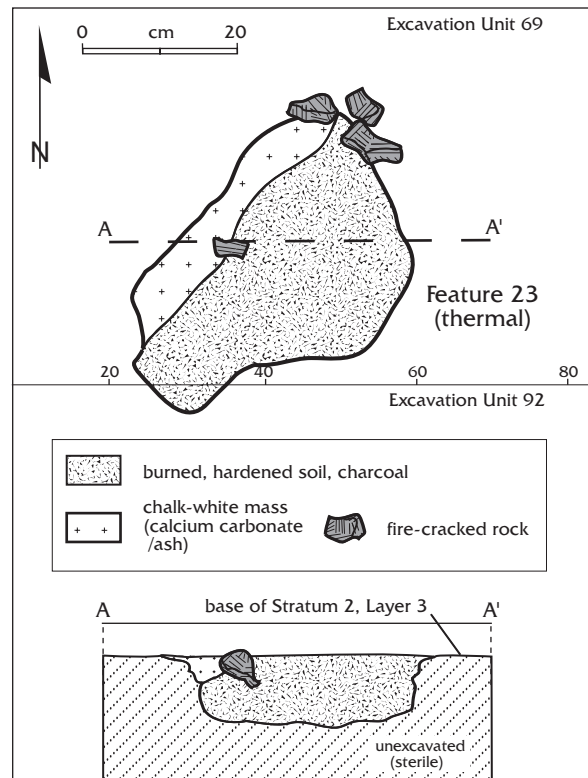 cm
Excavation Unit 69
0 20
N
A A'
Feature 23
(thermal)
20 40 60 80
Excavation Unit 92
burned, hardened soil, charcoal
chalk-white mass
(calcium carbonate
/ash)
fire-cracked rock
A base of Stratum 2, Layer 3 A'
unexcavated
(sterile)